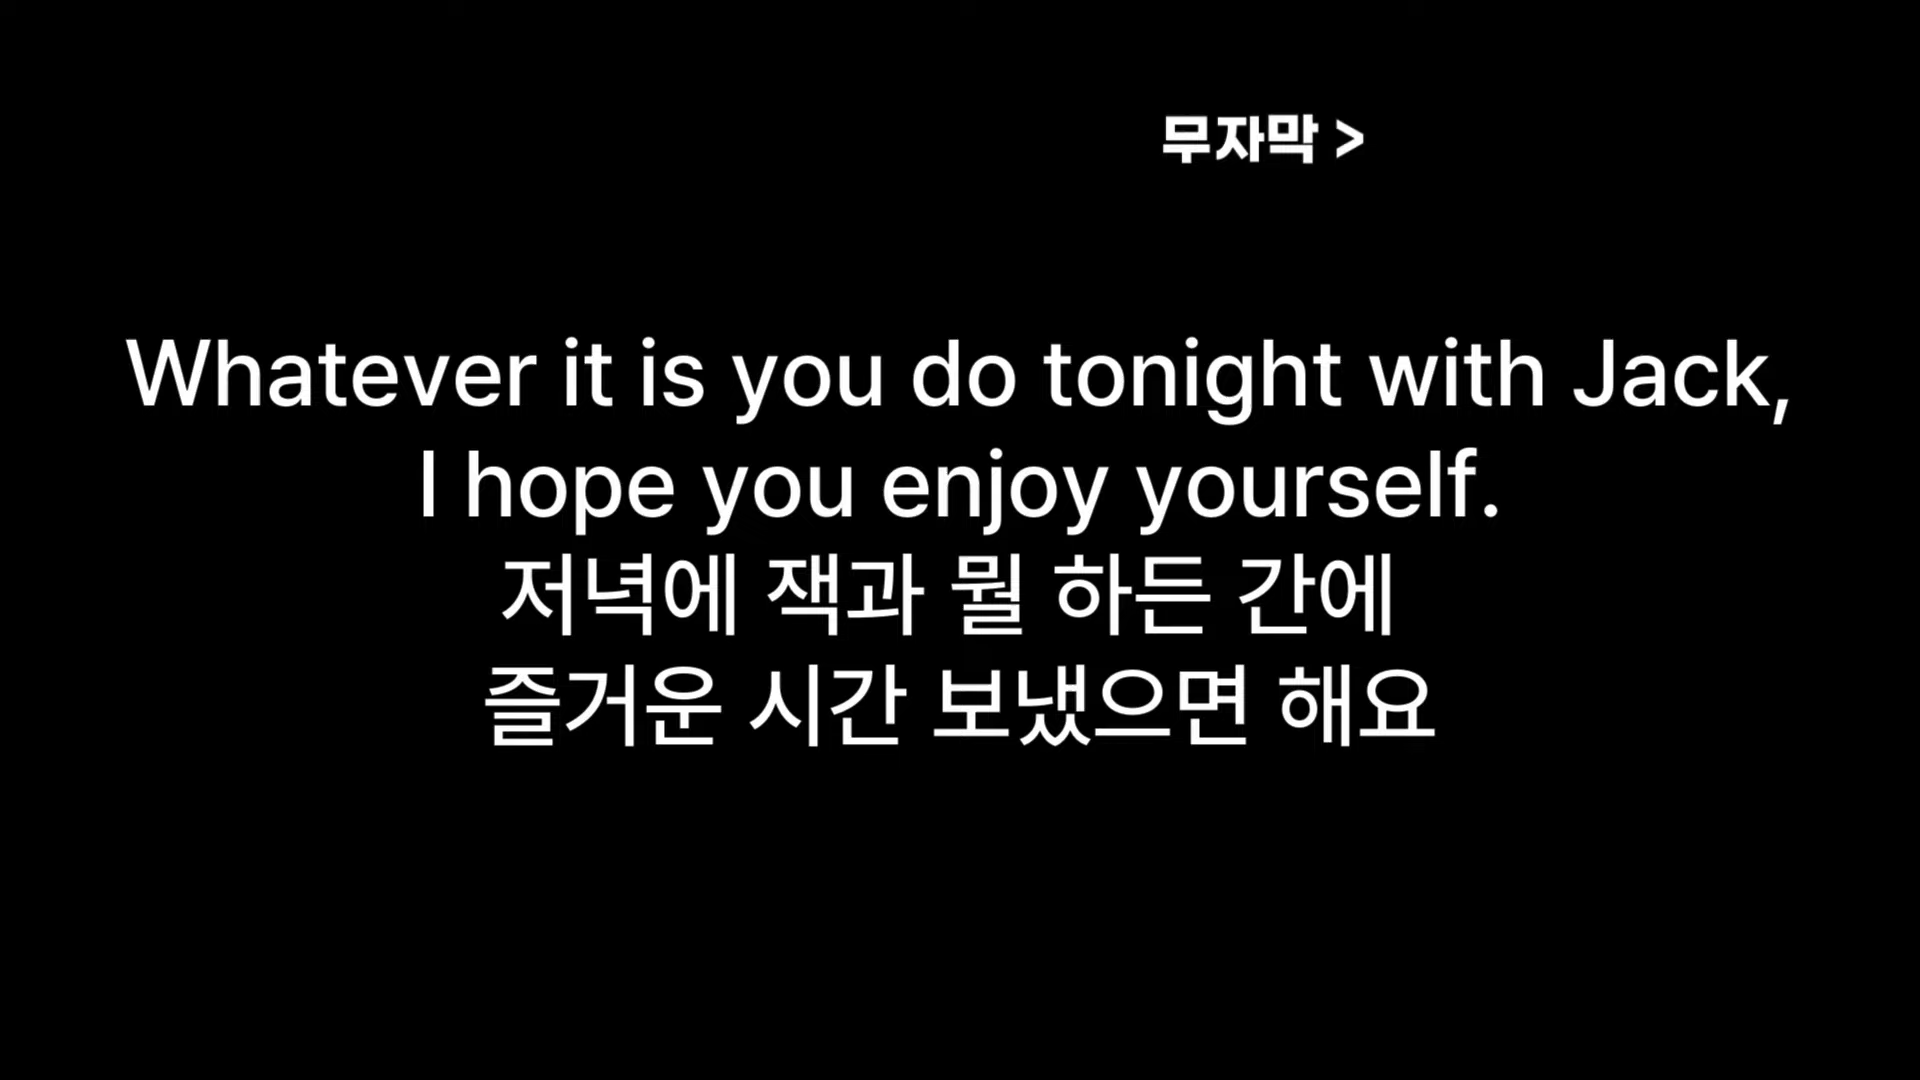 무자막 >
Whatever it is you do tonight with Jack,
I hope you enjoy yourself.
저녁에 잭과 뭘 하든 간에
즐거운 시간 보냈으면 해요